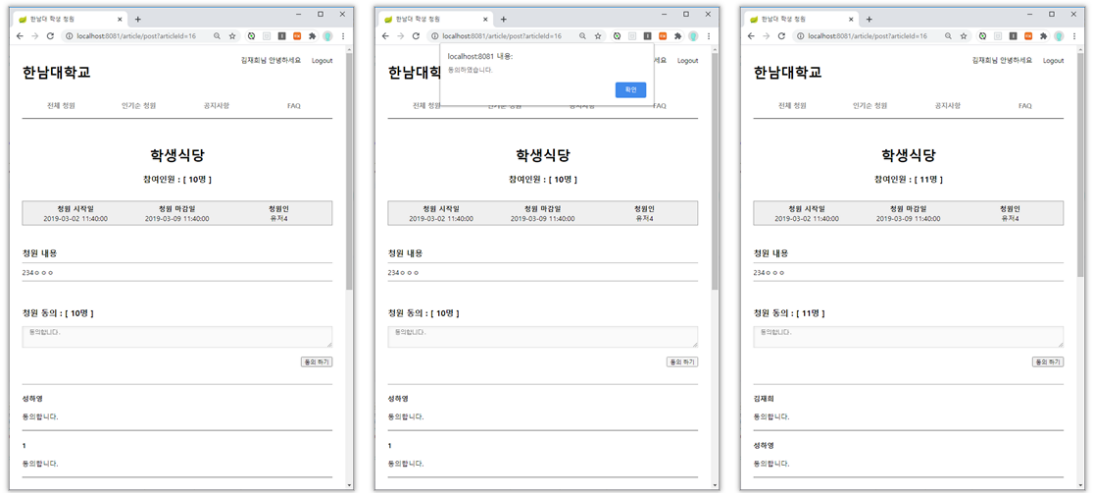 한남대 학생 청원
localhost:8081/article/post?articleId=16
김재희님 안녕하세요 Logout
한남대학교
전체 청원 인기순 청원 공지사항 FAQ
학생식당
참여인원 : [ 10명 ]
청원 시작일 청원 마감일 청원인
2019-03-02 11:40:00 2019-03-09 11:40:00 유저4
청원 내용
234ㅇㅇㅇ
청원 동의 : [ 10명 ]
동의합니다.
동의 하기
성하영
동의합니다.
1
동의합니다.
한남대 학생 청원
localhost:8081/article/post?articleId=16
localhost:8081 내용:
동의하였습니다.
확인
한남대학
전체 청원 인기순 청원 공지사항 FAQ
학생식당
참여인원 : [ 10명 ]
청원 시작일 청원 마감일 청원인
2019-03-02 11:40:00 2019-03-09 11:40:00 유저4
청원 내용
234ㅇㅇㅇ
청원 동의 : [ 10명 ]
동의합니다.
동의 하기
성하영
동의합니다.
1
동의합니다.
한남대 학생 청원
localhost:8081/article/post?articleId=16
김재희님 안녕하세요 Logout
한남대학교
전체 청원 인기순 청원 공지사항 FAQ
학생식당
참여인원 : [ 11명 ]
청원 시작일 청원 마감일 청원인
2019-03-02 11:40:00 2019-03-09 11:40:00 유저4
청원 내용
234ㅇㅇㅇ
청원 동의 : [ 11명 ]
동의합니다.
동의 하기
김재희
동의합니다.
성하영
동의합니다.